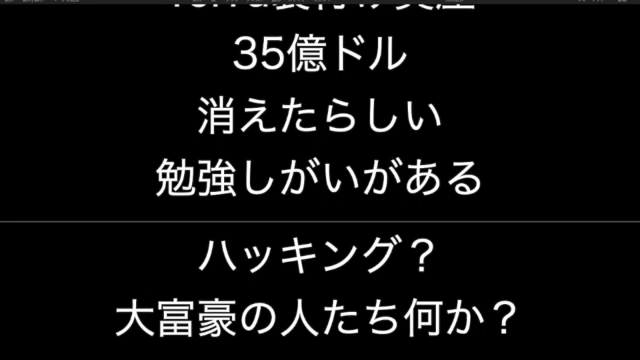 35億ドル
消えたらしい
勉強しがいがある
ハッキング？
大富豪の人たち何か？